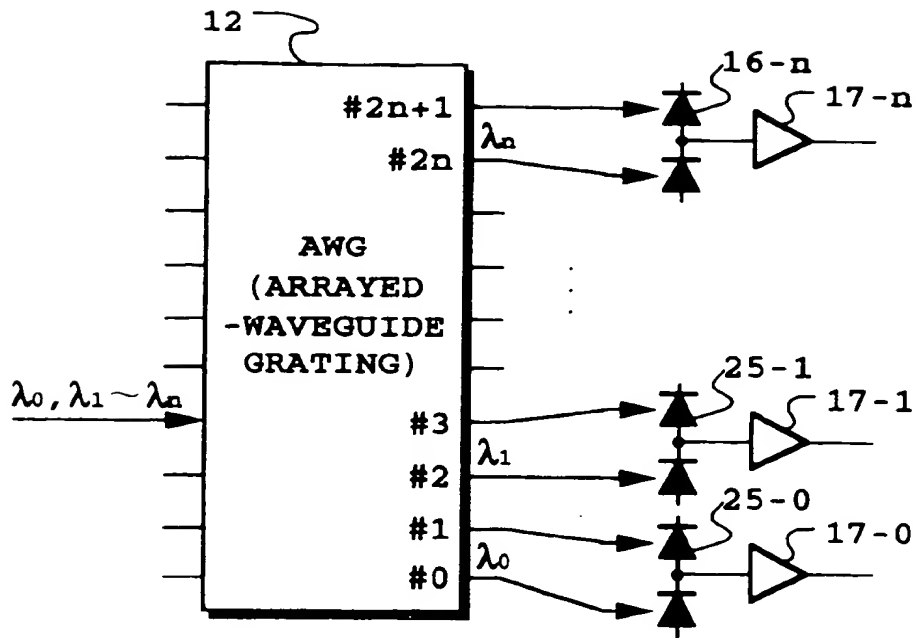 12
16-n
17-n
#2n+1
λn
#2n
AWG
(ARRAYED
-WAVEGUIDE
GRATING)
λ0, λ1~λn
#3
25-1
17-1
λ1
#2
25-0
#1
17-0
λ0
#0